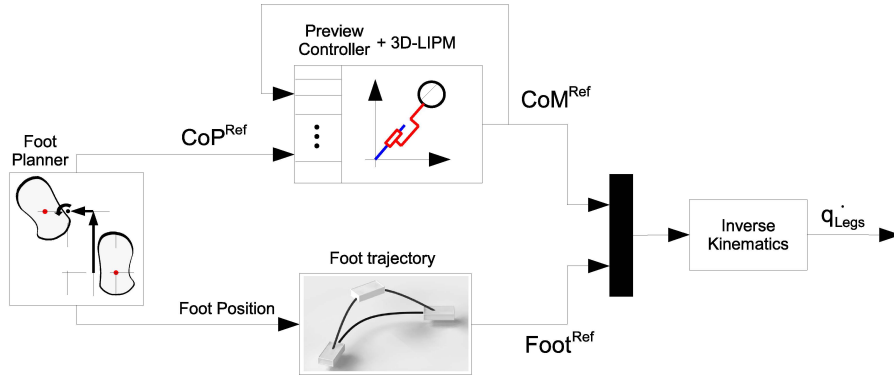 Preview
Controller + 3D-LIPM
CoM^Ref
CoP^Ref
Foot
Planner
Foot trajectory
Foot Position
Foot^Ref
Inverse
Kinematics
q̇_Legs